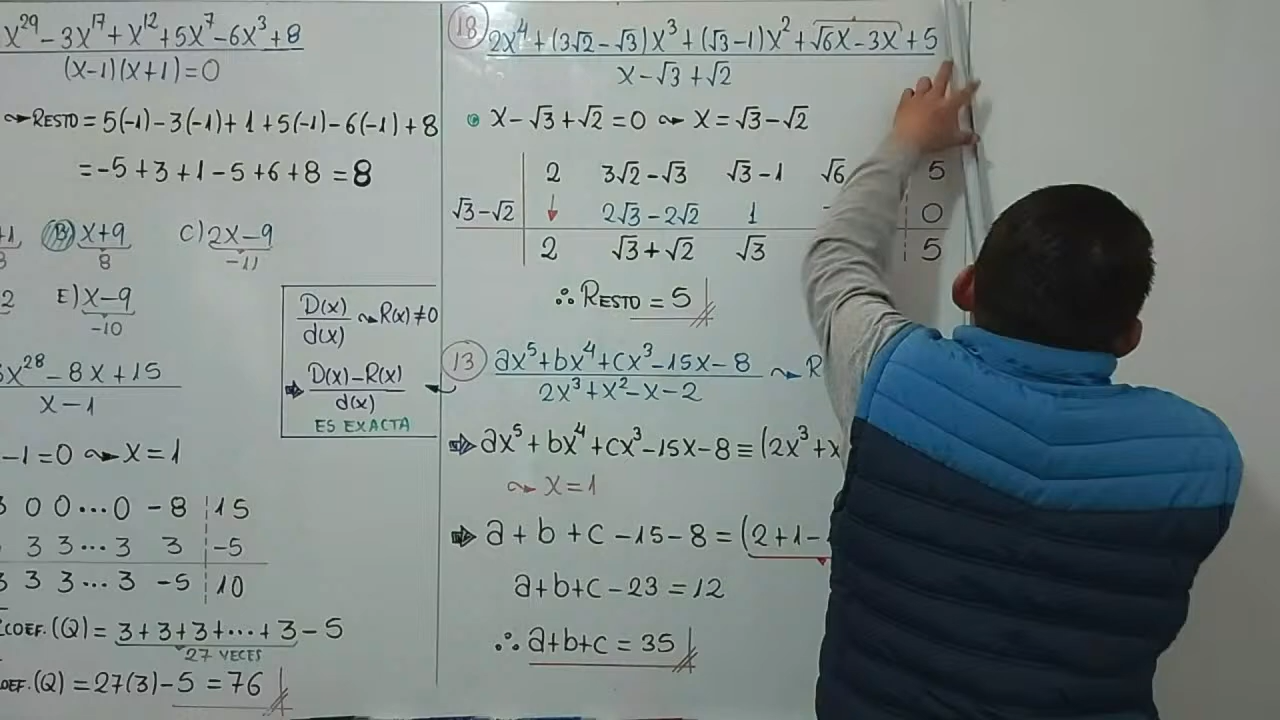 x²⁹ - 3x¹⁷ + x¹² + 5x⁷ - 6x³ + 8
(x-1)(x+1)=0
RESTO = 5(-1) - 3(-1) + 1 + 5(-1) - 6(-1) + 8
= -5 + 3 + 1 - 5 + 6 + 8 = 8
B) x+9
8
C) 2x-9
-11
E) x-9
-10
D(x)
d(x)
R(x)≠0
D(x) - R(x)
d(x)
ES EXACTA
x²⁸ - 8x + 15
x - 1
-1 = 0 x = 1
0 0 ... 0 -8 15
3 3 ... 3 3 -5
3 3 3 ... 3 -5 10
COEF.(Q) = 3+3+3+...+3 - 5
27 VECES
OEF.(Q) = 27(3) - 5 = 76
18
2x⁴ + (3√2 - √3)x³ + (√3 - 1)x² + √6x - 3x + 5
x - √3 + √2
x - √3 + √2 = 0 x = √3 - √2
2 3√2 - √3 √3 - 1 √6 5
√3 - √2 2√3 - 2√2 1 - 0
2 √3 + √2 √3 5
∴ RESTO = 5
13
ax⁵ + bx⁴ + cx³ - 15x - 8 R
2x³ + x² - x - 2
⇒ ax⁵ + bx⁴ + cx³ - 15x - 8 ≡ (2x³ + x
x = 1
⇒ a + b + c - 15 - 8 = (2 + 1 -
a+b+c - 23 = 12
∴ a+b+c = 35